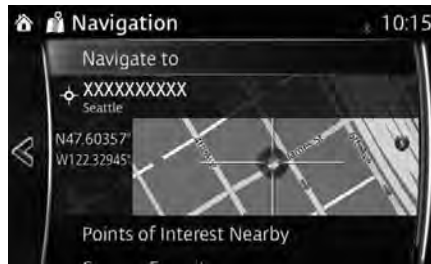 Navigation
10:15
Navigate to
XXXXXXXXXX
Seattle
N47.60357°
W122.32945°
Points of Interest Nearby